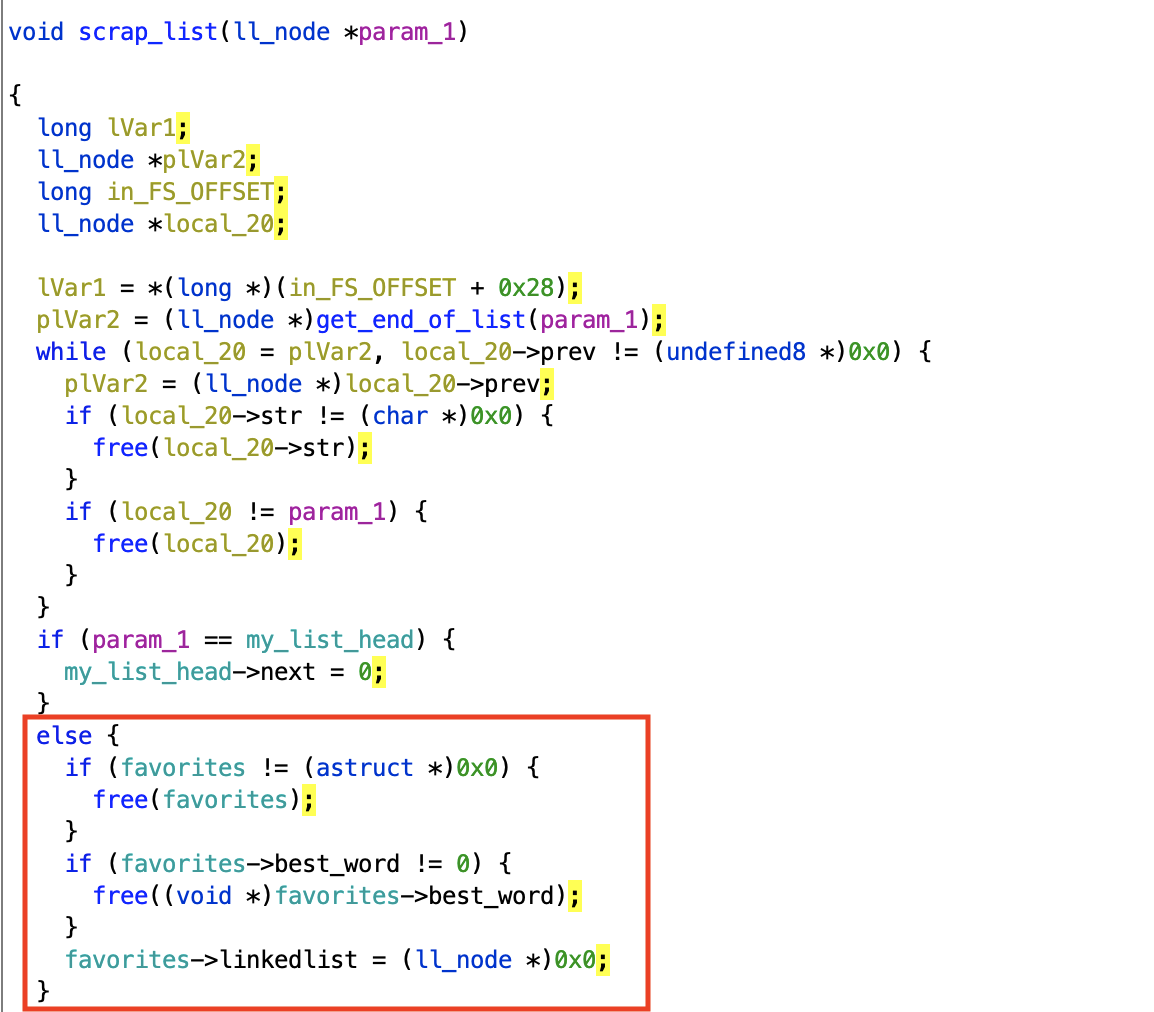 void scrap_list(ll_node *param_1)
{
long lVar1;
ll_node *plVar2;
long in_FS_OFFSET;
ll_node *local_20;
lVar1 = *(long *)(in_FS_OFFSET + 0x28);
plVar2 = (ll_node *)get_end_of_list(param_1);
while (local_20 = plVar2, local_20->prev != (undefined8 *)0x0) {
plVar2 = (ll_node *)local_20->prev;
if (local_20->str != (char *)0x0) {
free(local_20->str);
}
if (local_20 != param_1) {
free(local_20);
}
}
if (param_1 == my_list_head) {
my_list_head->next = 0;
}
else {
if (favorites != (astruct *)0x0) {
free(favorites);
}
if (favorites->best_word != 0) {
free((void *)favorites->best_word);
}
favorites->linkedlist = (ll_node *)0x0;
}